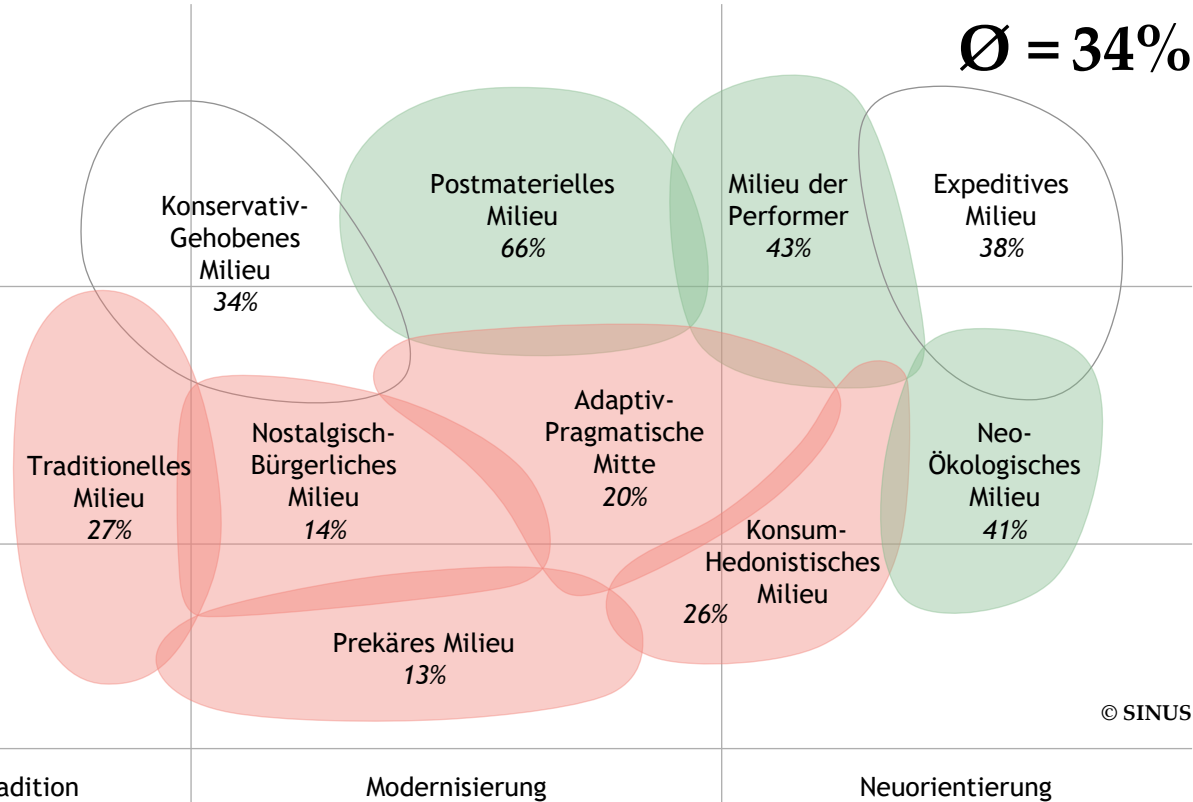 Ø = 34%
Konservativ-
Gehobenes
Milieu
34%
Postmaterielles
Milieu
66%
Milieu der
Performer
43%
Expeditives
Milieu
38%
Traditionelles
Milieu
27%
Nostalgisch-
Bürgerliches
Milieu
14%
Adaptiv-
Pragmatische
Mitte
20%
Konsum-
Hedonistisches
Milieu
26%
Neo-
Ökologisches
Milieu
41%
Prekäres Milieu
13%
© SINUS
adition
Modernisierung
Neuorientierung